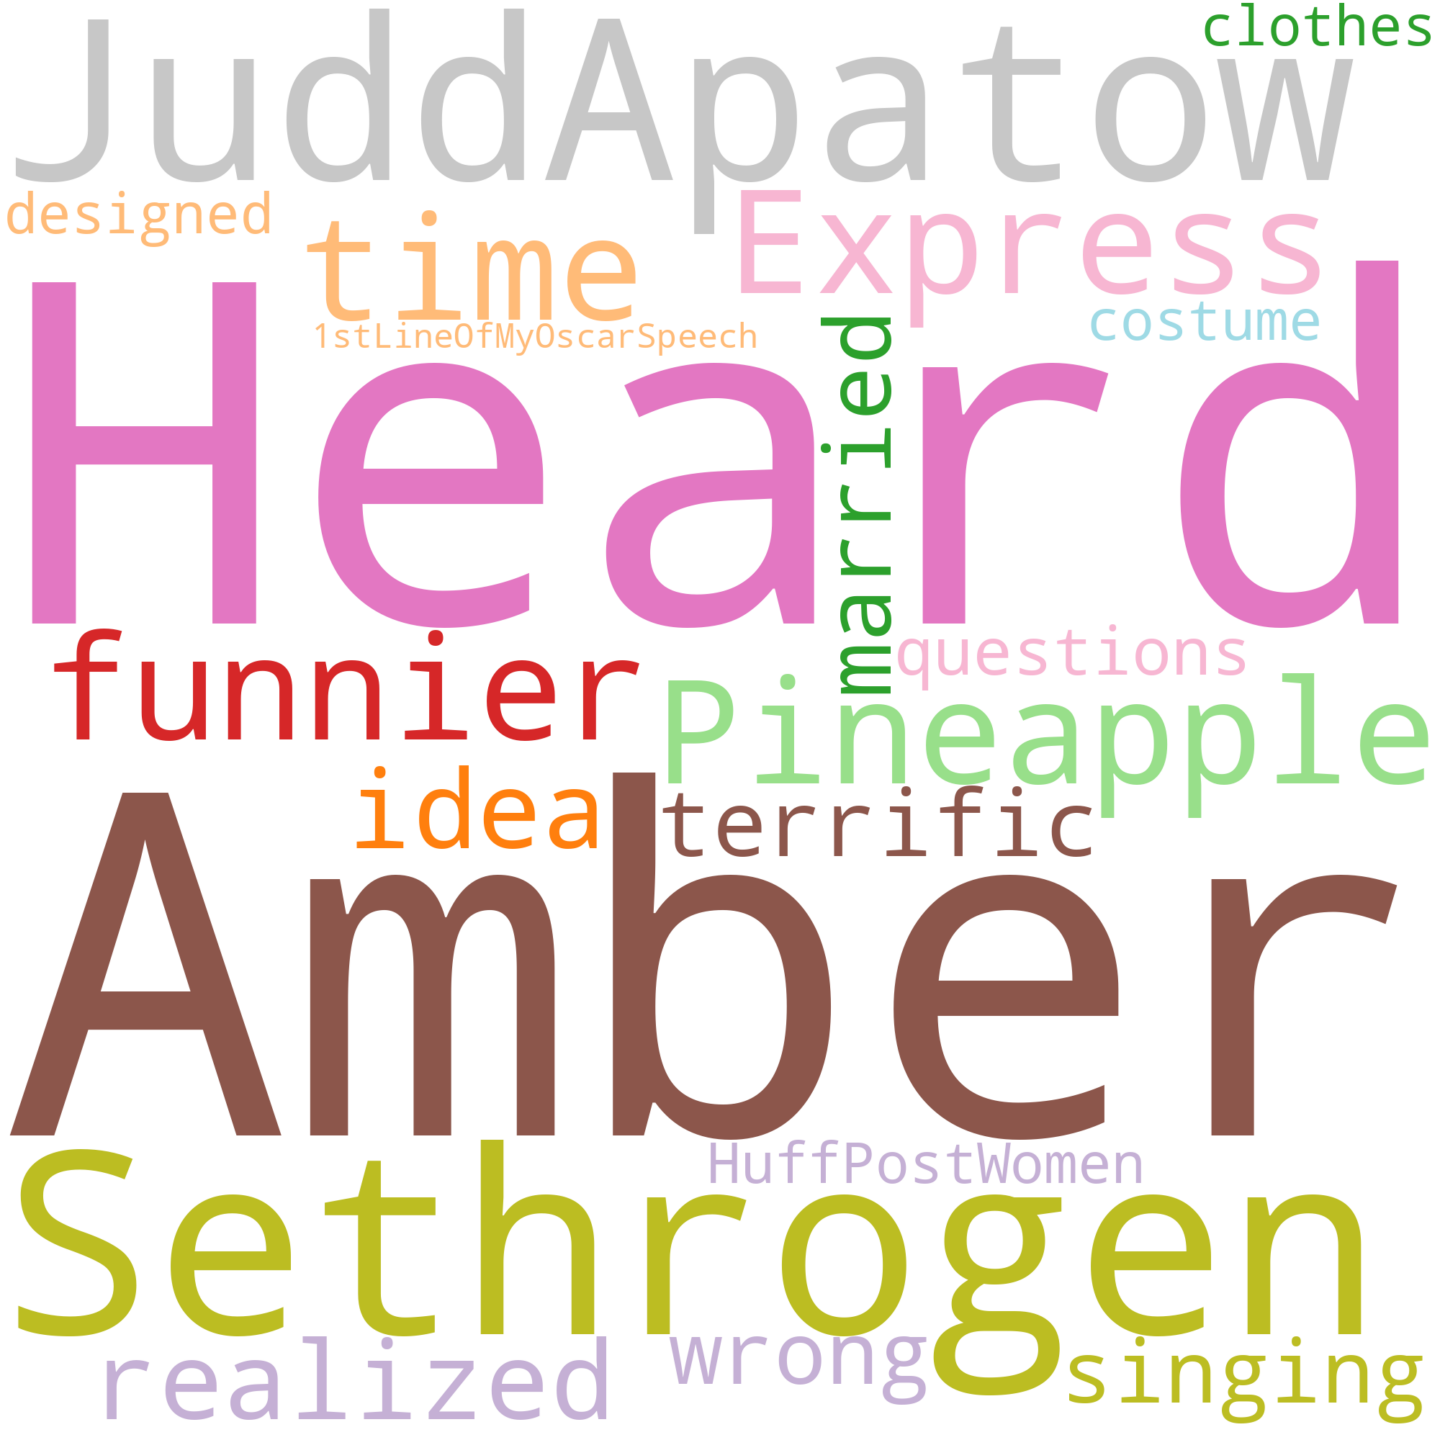 clothes
JuddApatow
designed
time
Express
1stLineOfMyOscarSpeech
costume
married
Heard
funnier
questions
Pineapple
idea
terrific
Amber
HuffPostWomen
Sethrogen
realized
wrong
singing